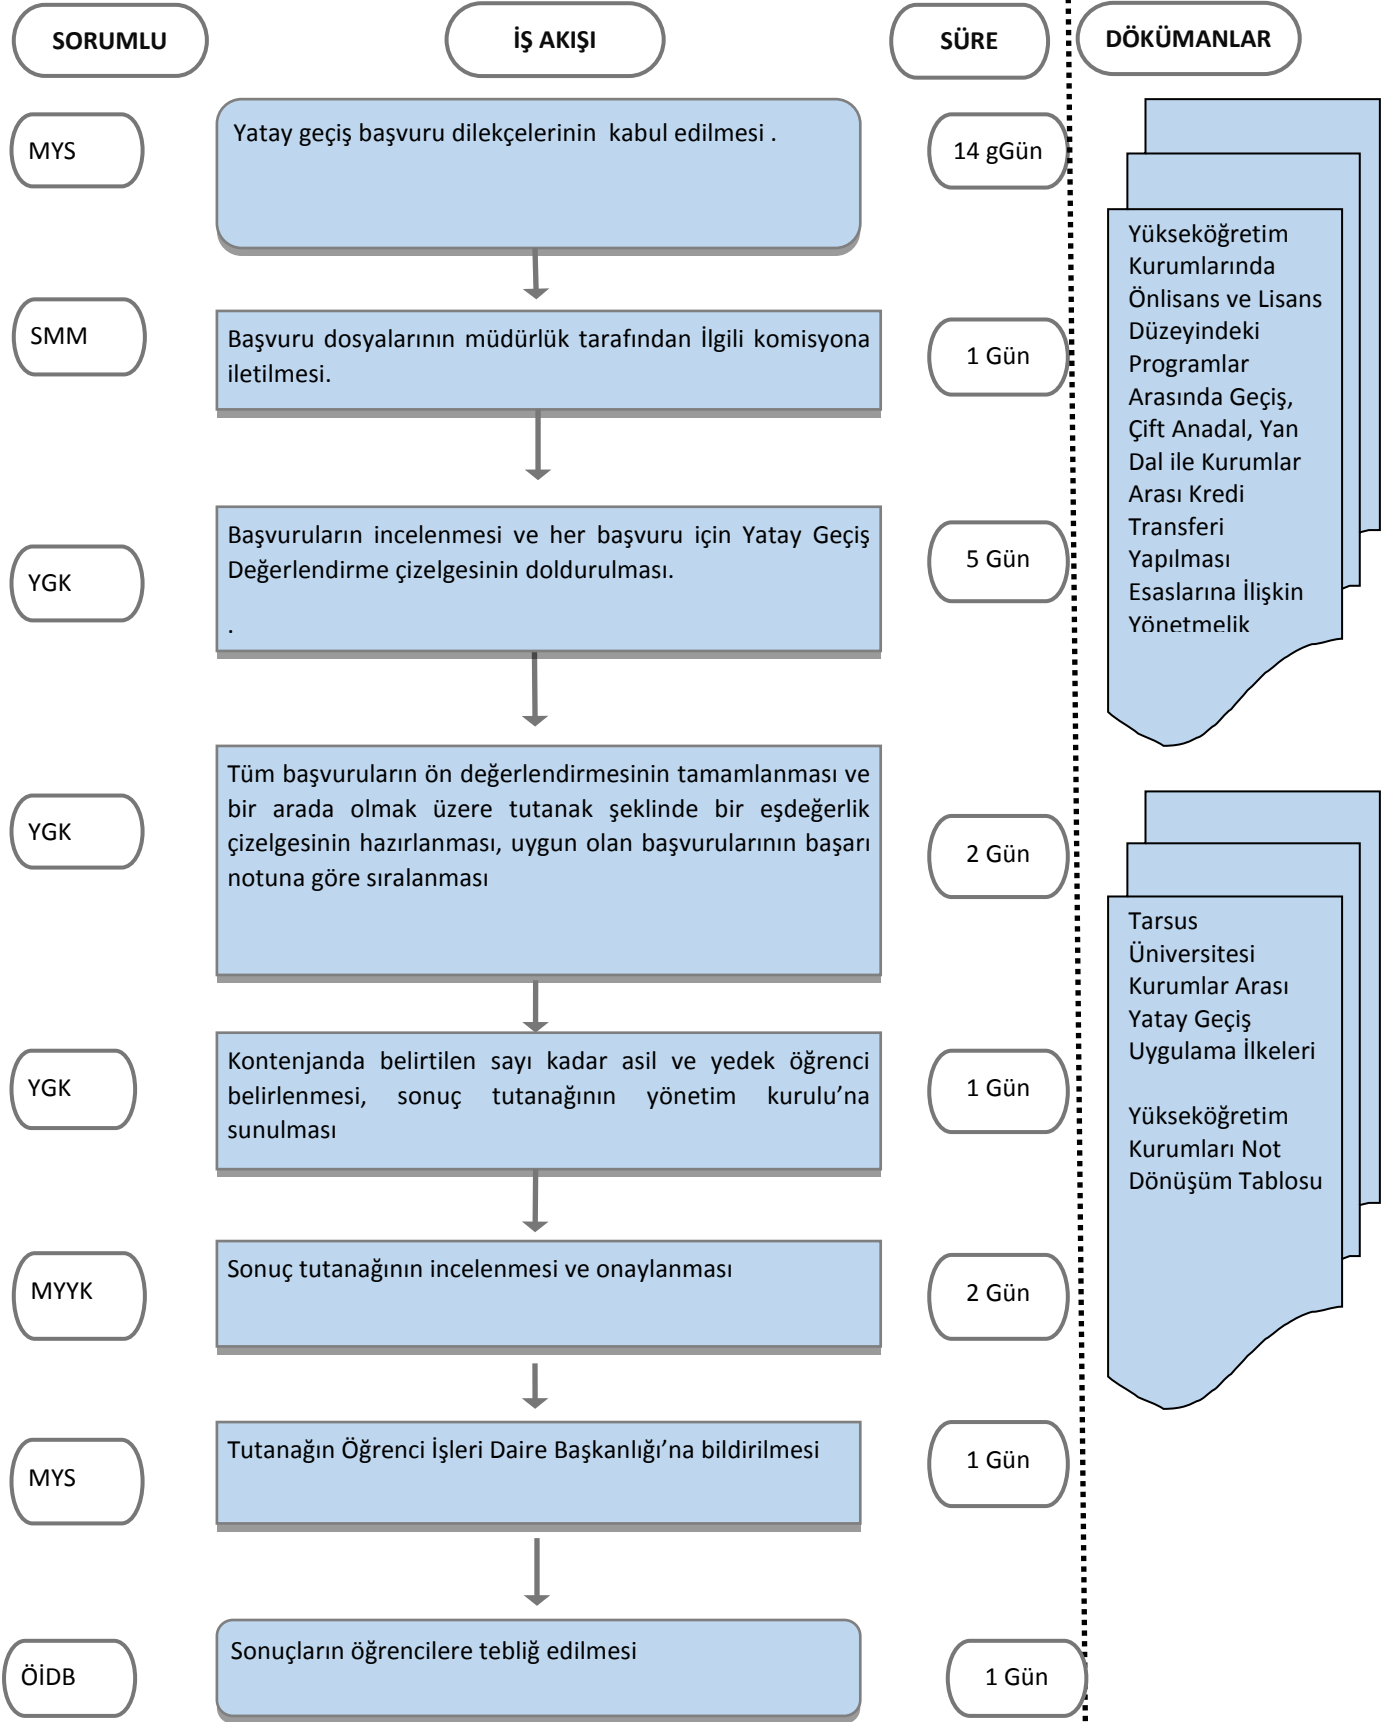 SORUMLU
İŞ AKIŞI
SÜRE
DÖKÜMANLAR
MYS
Yatay geçiş başvuru dilekçelerinin kabul edilmesi .
14 gGün
SMM
Başvuru dosyalarının müdürlük tarafından İlgili komisyona
iletilmesi.
1 Gün
YGK
Başvuruların incelenmesi ve her başvuru için Yatay Geçiş
Değerlendirme çizelgesinin doldurulması.
.
5 Gün
YGK
Tüm başvuruların ön değerlendirmesinin tamamlanması ve
bir arada olmak üzere tutanak şeklinde bir eşdeğerlik
çizelgesinin hazırlanması, uygun olan başvurularının başarı
notuna göre sıralanması
2 Gün
YGK
Kontenjanda belirtilen sayı kadar asil ve yedek öğrenci
belirlenmesi, sonuç tutanağının yönetim kurulu’na
sunulması
1 Gün
MYYK
Sonuç tutanağının incelenmesi ve onaylanması
2 Gün
MYS
Tutanağın Öğrenci İşleri Daire Başkanlığı’na bildirilmesi
1 Gün
ÖİDB
Sonuçların öğrencilere tebliğ edilmesi
1 Gün
Yükseköğretim
Kurumlarında
Önlisans ve Lisans
Düzeyindeki
Programlar
Arasında Geçiş,
Çift Anadal, Yan
Dal ile Kurumlar
Arası Kredi
Transferi
Yapılması
Esaslarına İlişkin
Yönetmelik
Tarsus
Üniversitesi
Kurumlar Arası
Yatay Geçiş
Uygulama İlkeleri
Yükseköğretim
Kurumları Not
Dönüşüm Tablosu